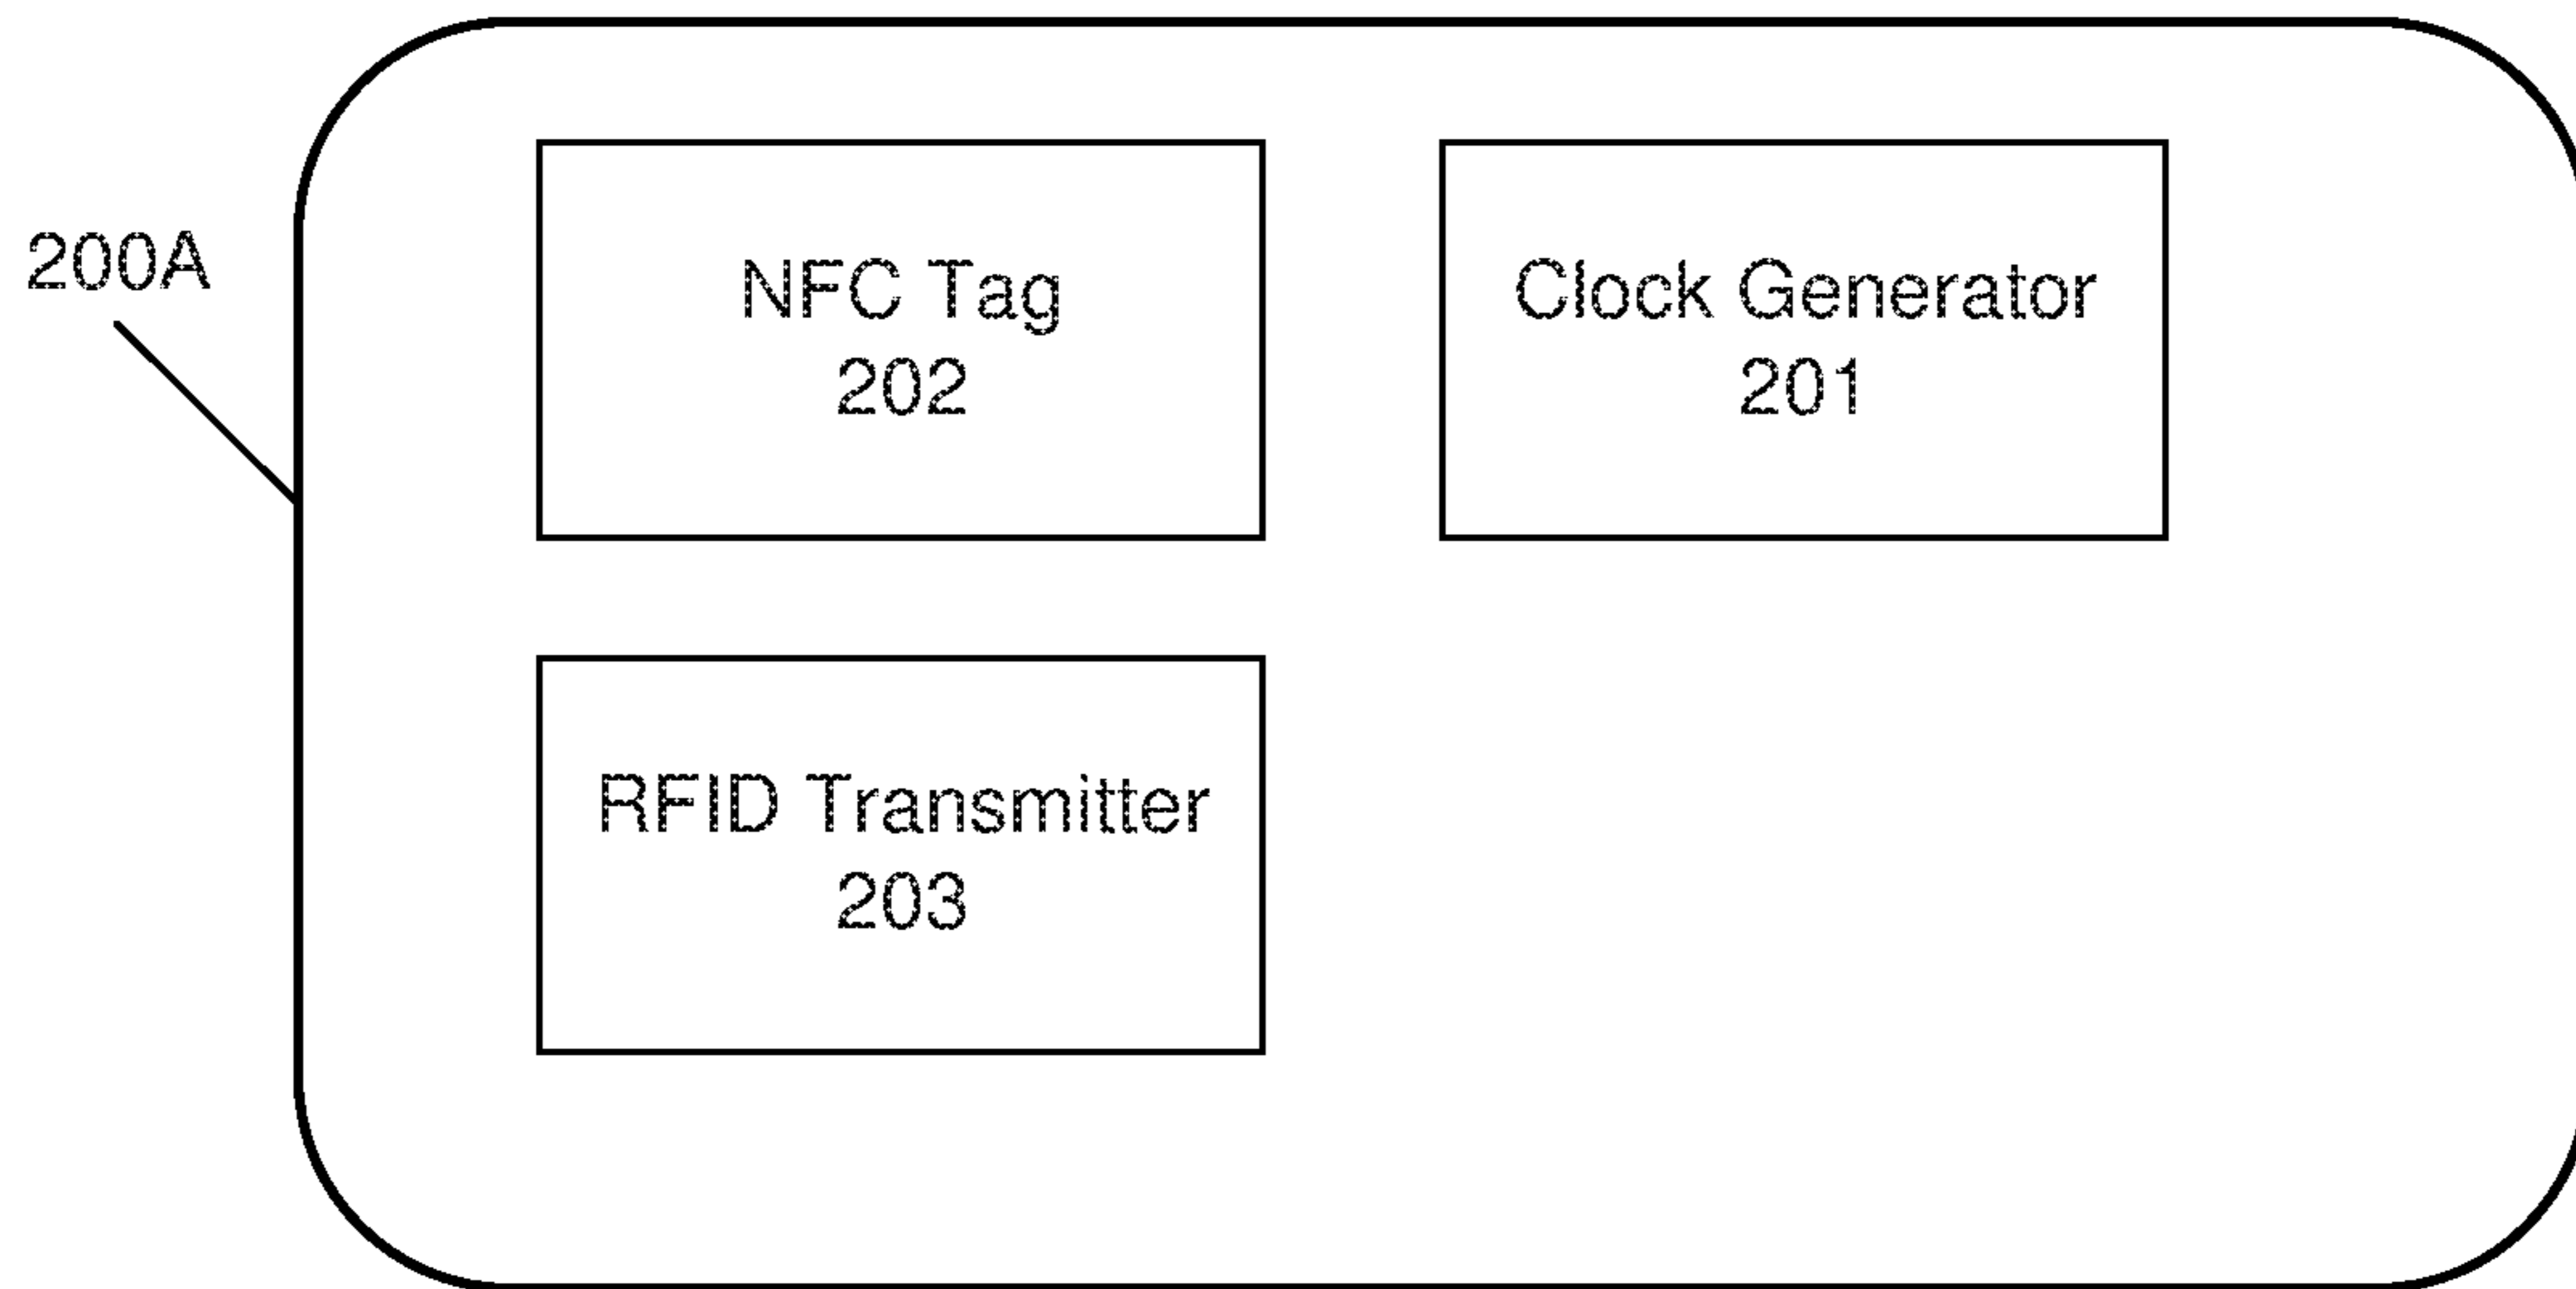 200A
NFC Tag
202
Clock Generator
201
RFID Transmitter
203